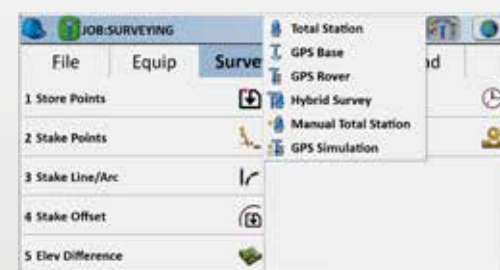 JOB:SURVEYING
File Equip Surve
1 Store Points
2 Stake Points
3 Stake Line/Arc
4 Stake Offset
5 Elev Difference
Total Station
GPS Base
GPS Rover
Hybrid Survey
Manual Total Station
GPS Simulation